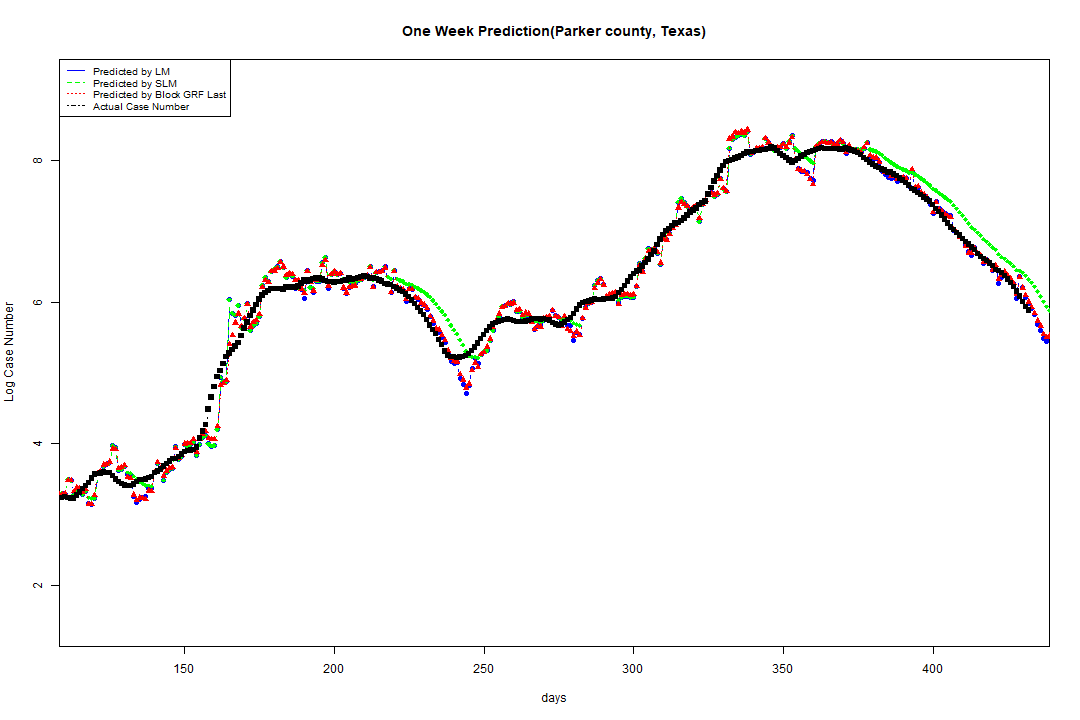 One Week Prediction(Parker county, Texas)
Predicted by LM
Predicted by SLM
Predicted by Block GRF Last
Actual Case Number
8
6
4
2
Log Case Number
150 200 250 300 350 400
days